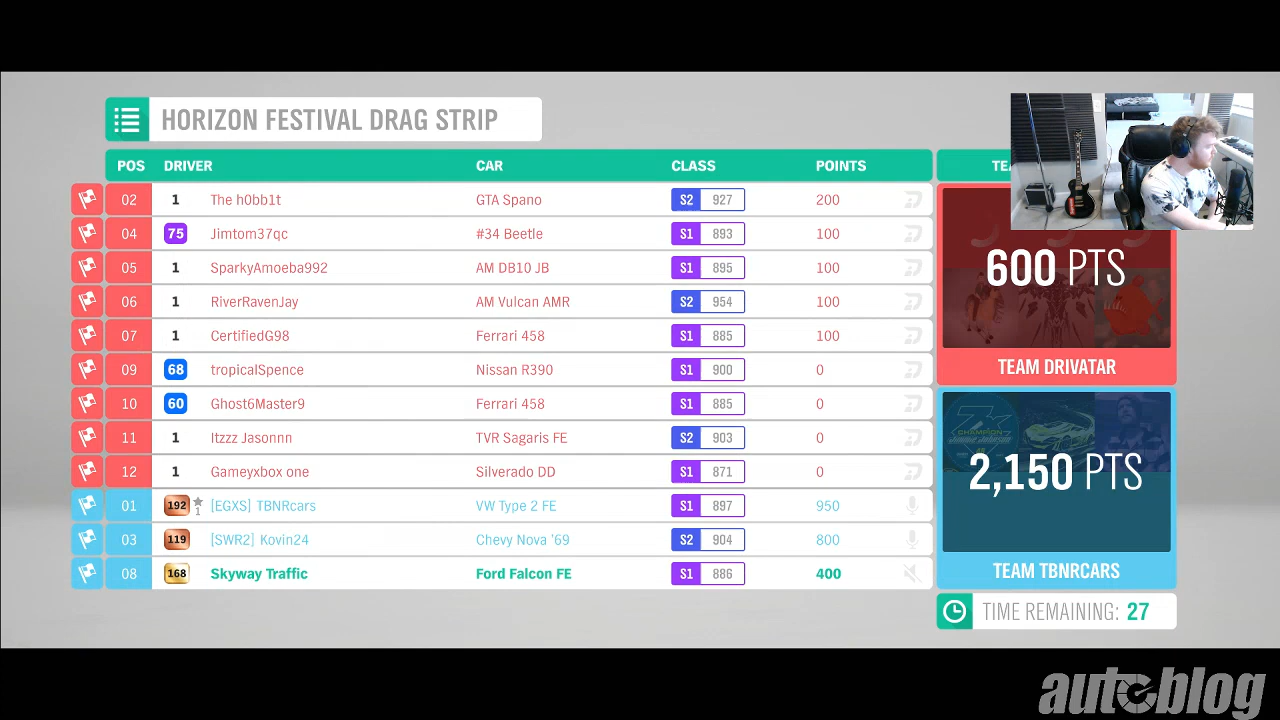 HORIZON FESTIVAL DRAG STRIP
POS DRIVER CAR CLASS POINTS
02 1 The h0bb1t GTA Spano S2 927 200
04 75 Jimtom37qc #34 Beetle S1 893 100
05 1 SparkyAmoeba992 AM DB10 JB S1 895 100
06 1 RiverRavenJay AM Vulcan AMR S2 954 100
07 1 CertifiedG98 Ferrari 458 S1 885 100
09 68 tropicalSpence Nissan R390 S1 900 0
10 60 Ghost6Master9 Ferrari 458 S1 885 0
11 1 Itzzz Jasomn TVR Sagaris FE S2 903 0
12 1 Gameyxbox one Silverado DD S1 871 0
01 192 1 [EGXS] TBNRcars VW Type 2 FE S1 897 950
03 119 [SWR2] Kovin24 Chevy Nova '69 S2 904 800
08 168 Skyway Traffic Ford Falcon FE S1 886 400
600 PTS
TEAM DRIVATAR
CHAMPION
2,150 PTS
TEAM TBNRCARS
TIME REMAINING: 27
autoblog